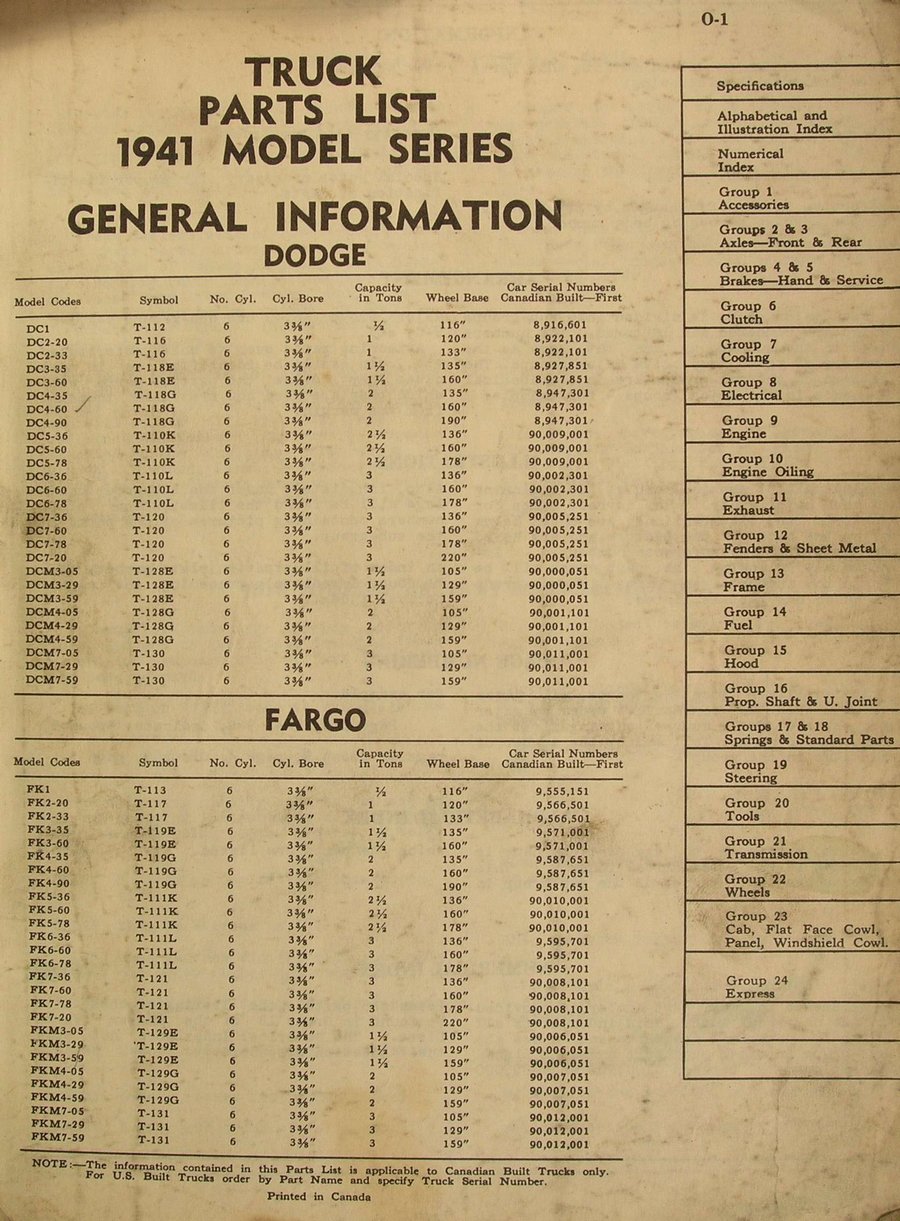 O-1
TRUCK
PARTS LIST
1941 MODEL SERIES
GENERAL INFORMATION
DODGE
Model Codes Symbol No. Cyl. Cyl. Bore Capacity in Tons Wheel Base Car Serial Numbers Canadian Built—First
DC1 T-112 6 3⅜" ½ 116" 8,916,601
DC2-20 T-116 6 3⅜" 1 120" 8,922,101
DC2-33 T-116 6 3⅜" 1 133" 8,922,101
DC3-35 T-118E 6 3⅜" 1½ 135" 8,927,851
DC3-60 T-118E 6 3⅜" 1½ 160" 8,927,851
DC4-35 T-118G 6 3⅜" 2 135" 8,947,301
DC4-60 T-118G 6 3⅜" 2 160" 8,947,301
DC4-90 T-118G 6 3⅜" 2 190" 8,947,301
DC5-36 T-110K 6 3⅜" 2½ 136" 90,009,001
DC5-60 T-110K 6 3⅜" 2½ 160" 90,009,001
DC5-78 T-110K 6 3⅜" 2½ 178" 90,009,001
DC6-36 T-110L 6 3⅜" 3 136" 90,002,301
DC6-60 T-110L 6 3⅜" 3 160" 90,002,301
DC6-78 T-110L 6 3⅜" 3 178" 90,002,301
DC7-36 T-120 6 3⅜" 3 136" 90,005,251
DC7-60 T-120 6 3⅜" 3 160" 90,005,251
DC7-78 T-120 6 3⅜" 3 178" 90,005,251
DC7-20 T-120 6 3⅜" 3 220" 90,005,251
DCM3-05 T-128E 6 3⅜" 1½ 105" 90,000,051
DCM3-29 T-128E 6 3⅜" 1½ 129" 90,000,051
DCM3-59 T-128E 6 3⅜" 1½ 159" 90,000,051
DCM4-05 T-128G 6 3⅜" 2 105" 90,001,101
DCM4-29 T-128G 6 3⅜" 2 129" 90,001,101
DCM4-59 T-128G 6 3⅜" 2 159" 90,001,101
DCM7-05 T-130 6 3⅜" 3 105" 90,011,001
DCM7-29 T-130 6 3⅜" 3 129" 90,011,001
DCM7-59 T-130 6 3⅜" 3 159" 90,011,001
FARGO
Model Codes Symbol No. Cyl. Cyl. Bore Capacity in Tons Wheel Base Car Serial Numbers Canadian Built—First
FK1 T-113 6 3⅜" ½ 116" 9,555,151
FK2-20 T-117 6 3⅜" 1 120" 9,566,501
FK2-33 T-117 6 3⅜" 1 133" 9,566,501
FK3-35 T-119E 6 3⅜" 1½ 135" 9,571,001
FK3-60 T-119E 6 3⅜" 1½ 160" 9,571,001
FK4-35 T-119G 6 3⅜" 2 135" 9,587,651
FK4-60 T-119G 6 3⅜" 2 160" 9,587,651
FK4-90 T-119G 6 3⅜" 2 190" 9,587,651
FK5-36 T-111K 6 3⅜" 2½ 136" 90,010,001
FK5-60 T-111K 6 3⅜" 2½ 160" 90,010,001
FK5-78 T-111K 6 3⅜" 2½ 178" 90,010,001
FK6-36 T-111L 6 3⅜" 3 136" 9,595,701
FK6-60 T-111L 6 3⅜" 3 160" 9,595,701
FK6-78 T-111L 6 3⅜" 3 178" 9,595,701
FK7-36 T-121 6 3⅜" 3 136" 90,008,101
FK7-60 T-121 6 3⅜" 3 160" 90,008,101
FK7-78 T-121 6 3⅜" 3 178" 90,008,101
FK7-20 T-121 6 3⅜" 3 220" 90,008,101
FKM3-05 T-129E 6 3⅜" 1½ 105" 90,006,051
FKM3-29 T-129E 6 3⅜" 1½ 129" 90,006,051
FKM3-59 T-129E 6 3⅜" 1½ 159" 90,006,051
FKM4-05 T-129G 6 3⅜" 2 105" 90,007,051
FKM4-29 T-129G 6 3⅜" 2 129" 90,007,051
FKM4-59 T-129G 6 3⅜" 2 159" 90,007,051
FKM7-05 T-131 6 3⅜" 3 105" 90,012,001
FKM7-29 T-131 6 3⅜" 3 129" 90,012,001
FKM7-59 T-131 6 3⅜" 3 159" 90,012,001
NOTE:—The information contained in this Parts List is applicable to Canadian Built Trucks only.
For U.S. Built Trucks order by Part Name and specify Truck Serial Number.
Printed in Canada
Specifications
Alphabetical and
Illustration Index
Numerical
Index
Group 1
Accessories
Groups 2 & 3
Axles—Front & Rear
Groups 4 & 5
Brakes—Hand & Service
Group 6
Clutch
Group 7
Cooling
Group 8
Electrical
Group 9
Engine
Group 10
Engine Oiling
Group 11
Exhaust
Group 12
Fenders & Sheet Metal
Group 13
Frame
Group 14
Fuel
Group 15
Hood
Group 16
Prop. Shaft & U. Joint
Groups 17 & 18
Springs & Standard Parts
Group 19
Steering
Group 20
Tools
Group 21
Transmission
Group 22
Wheels
Group 23
Cab, Flat Face Cowl,
Panel, Windshield Cowl.
Group 24
Express